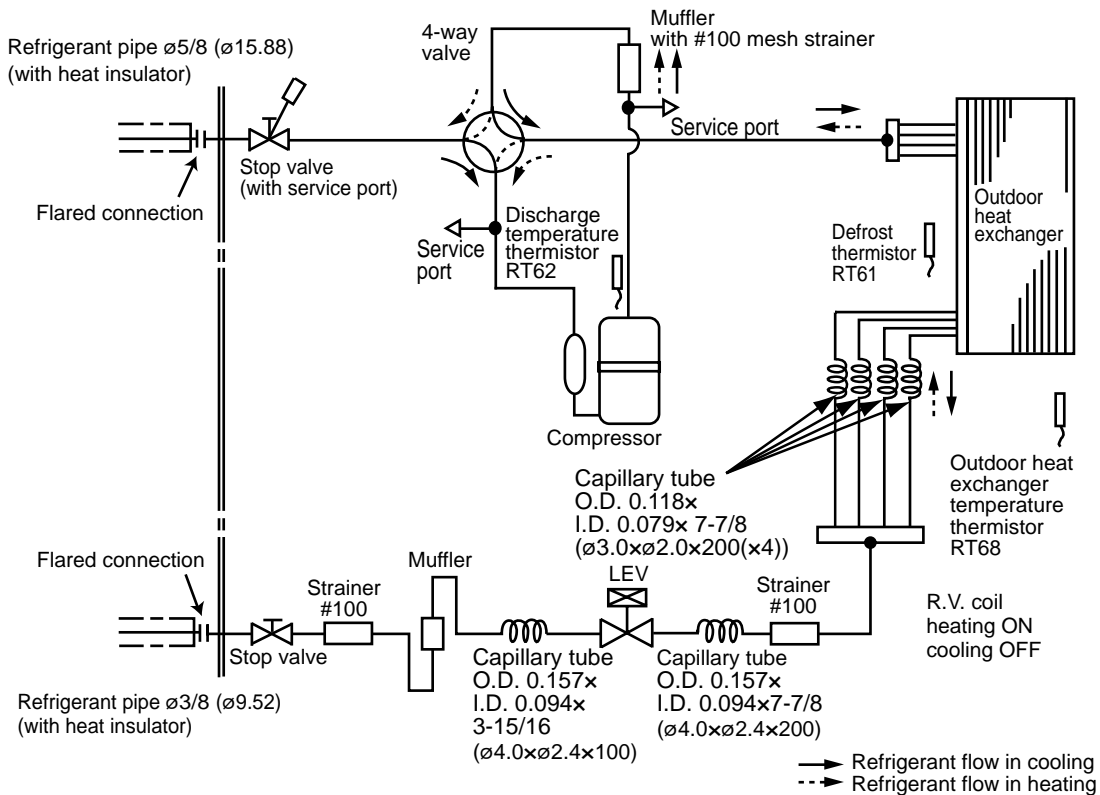 Refrigerant pipe ø5/8 (ø15.88)
(with heat insulator)
4-way
valve
Muffler
with #100 mesh strainer
Service port
Stop valve
(with service port)
Flared connection
Discharge
temperature
thermistor
RT62
Service
port
Outdoor
heat
exchanger
Defrost
thermistor
RT61
Compressor
Capillary tube
O.D. 0.118×
I.D. 0.079× 7-7/8
(ø3.0×ø2.0×200(×4))
Outdoor heat
exchanger
temperature
thermistor
RT68
Flared connection
Muffler
LEV
Strainer
#100
Strainer
#100
R.V. coil
heating ON
cooling OFF
Stop valve
Capillary tube
O.D. 0.157×
I.D. 0.094×
3-15/16
(ø4.0×ø2.4×100)
Capillary tube
O.D. 0.157×
I.D. 0.094×7-7/8
(ø4.0×ø2.4×200)
Refrigerant pipe ø3/8 (ø9.52)
(with heat insulator)
Refrigerant flow in cooling
Refrigerant flow in heating